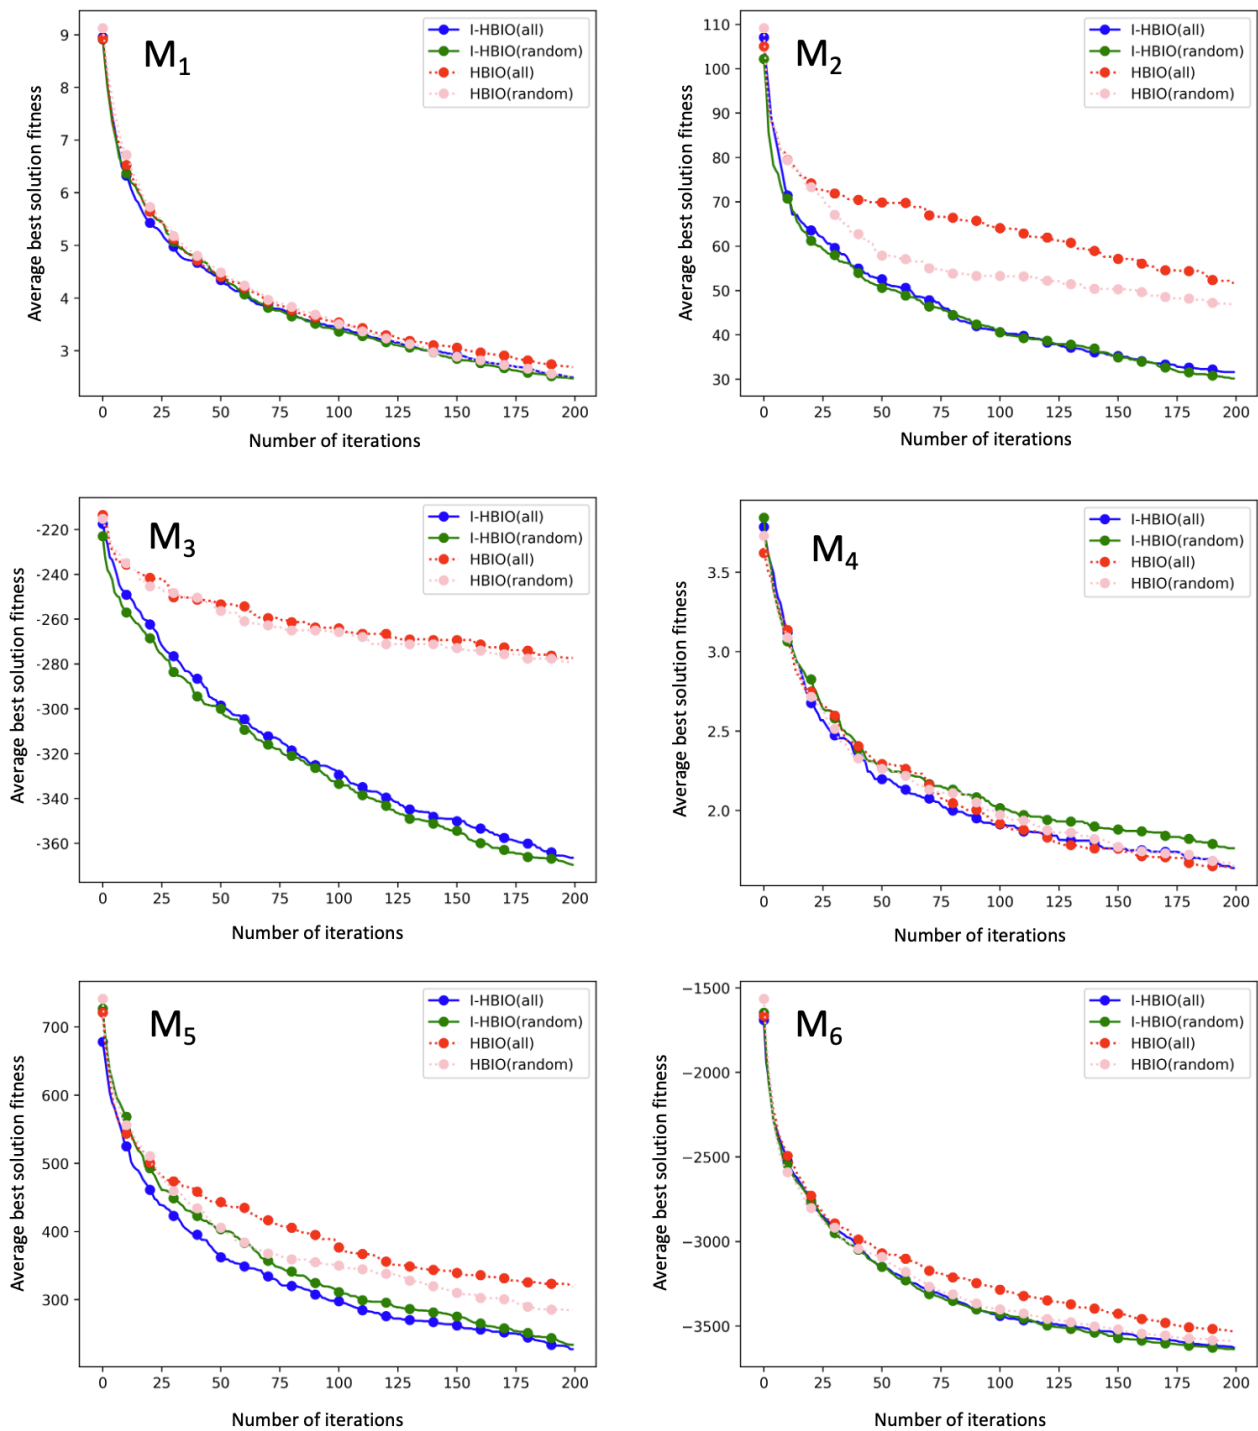 M1
I-HBIO(all)
I-HBIO(random)
HBIO(all)
HBIO(random)
Average best solution fitness
9
8
7
6
5
4
3
0 25 50 75 100 125 150 175 200
Number of iterations
M2
I-HBIO(all)
I-HBIO(random)
HBIO(all)
HBIO(random)
Average best solution fitness
110
100
90
80
70
60
50
40
30
0 25 50 75 100 125 150 175 200
Number of iterations
M3
I-HBIO(all)
I-HBIO(random)
HBIO(all)
HBIO(random)
Average best solution fitness
-220
-240
-260
-280
-300
-320
-340
-360
0 25 50 75 100 125 150 175 200
Number of iterations
M4
I-HBIO(all)
I-HBIO(random)
HBIO(all)
HBIO(random)
Average best solution fitness
3.5
3.0
2.5
2.0
0 25 50 75 100 125 150 175 200
Number of iterations
M5
I-HBIO(all)
I-HBIO(random)
HBIO(all)
HBIO(random)
Average best solution fitness
700
600
500
400
300
0 25 50 75 100 125 150 175 200
Number of iterations
M6
I-HBIO(all)
I-HBIO(random)
HBIO(all)
HBIO(random)
Average best solution fitness
−1500
−2000
−2500
−3000
−3500
0 25 50 75 100 125 150 175 200
Number of iterations